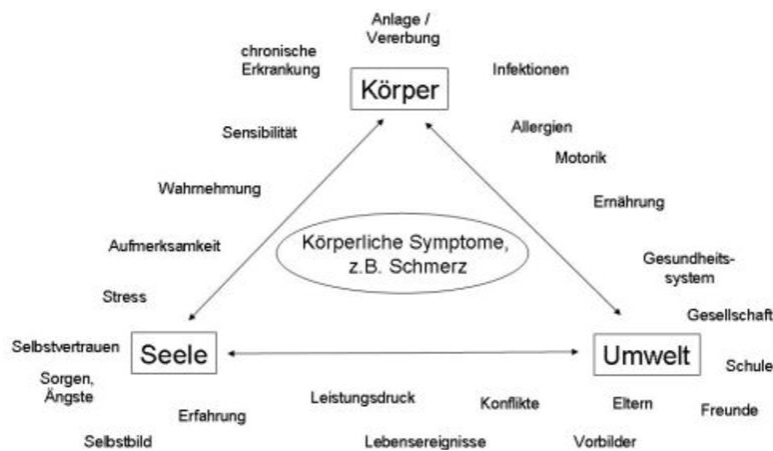 Anlage /
Vererbung
chronische
Erkrankung
Infektionen
Körper
Sensibilität
Allergien
Motorik
Wahrnehmung
Ernährung
Körperliche Symptome,
z.B. Schmerz
Aufmerksamkeit
Gesundheits-
system
Stress
Gesellschaft
Selbstvertrauen
Seele
Umwelt
Schule
Sorgen,
Ängste
Erfahrung
Leistungsdruck
Konflikte
Eltern
Freunde
Selbstbild
Lebensereignisse
Vorbilder